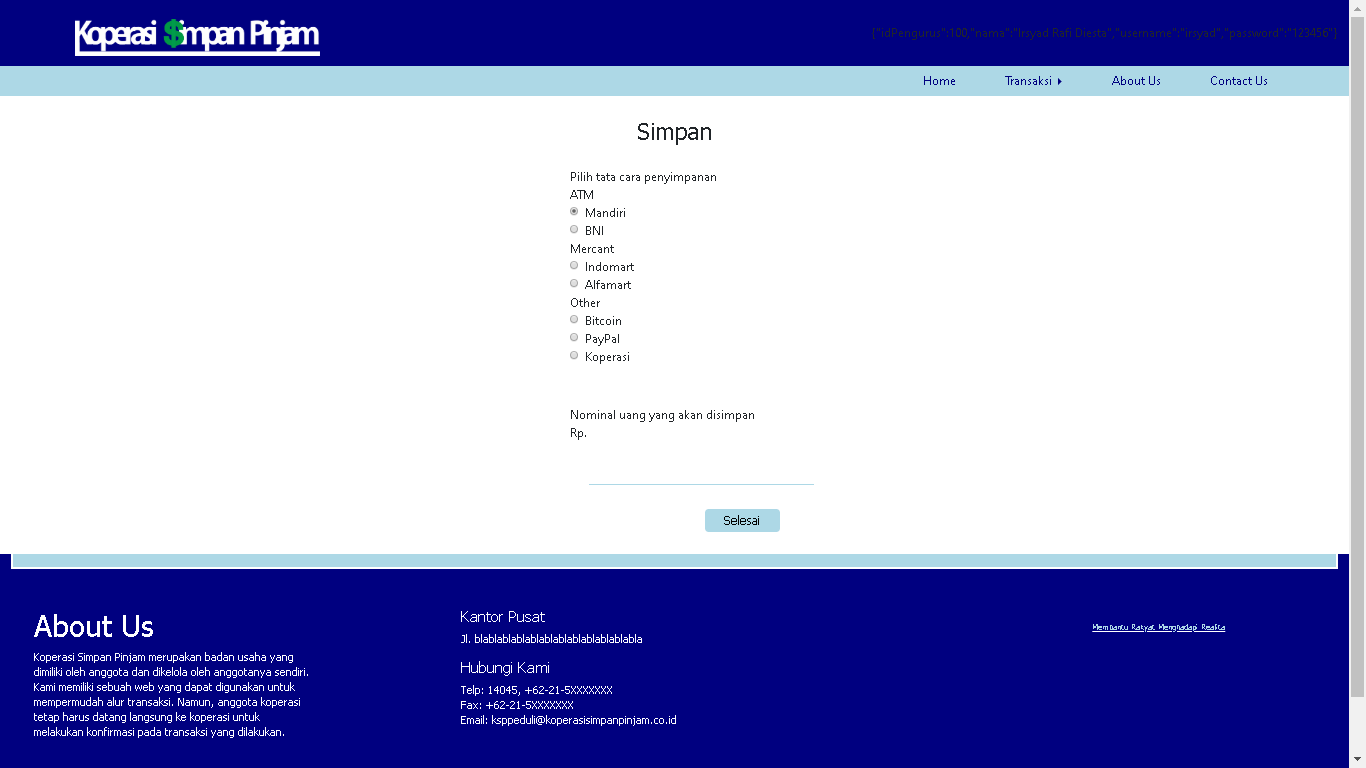 Koperasi $impan Pinjam
{"idPengurus":100,"nama":"Irsyad Rafi Diesta","username":"irsyad","password":"123456"}
Home Transaksi About Us Contact Us
Simpan
Pilih tata cara penyimpanan
ATM
Mandiri
BNI
Mercant
Indomart
Alfamart
Other
Bitcoin
PayPal
Koperasi
Nominal uang yang akan disimpan
Rp.
Selesai
About Us
Koperasi Simpan Pinjam merupakan badan usaha yang
dimiliki oleh anggota dan dikelola oleh anggotanya sendiri.
Kami memiliki sebuah web yang dapat digunakan untuk
mempermudah alur transaksi. Namun, anggota koperasi
tetap harus datang langsung ke koperasi untuk
melakukan konfirmasi pada transaksi yang dilakukan.
Kantor Pusat
Jl. blablablablablablablablablablablabla
Hubungi Kami
Telp: 14045, +62-21-5XXXXXXX
Fax: +62-21-5XXXXXXX
Email: ksppeduli@koperasisimpanpinjam.co.id
Membantu Rakyat Menghadapi Realita